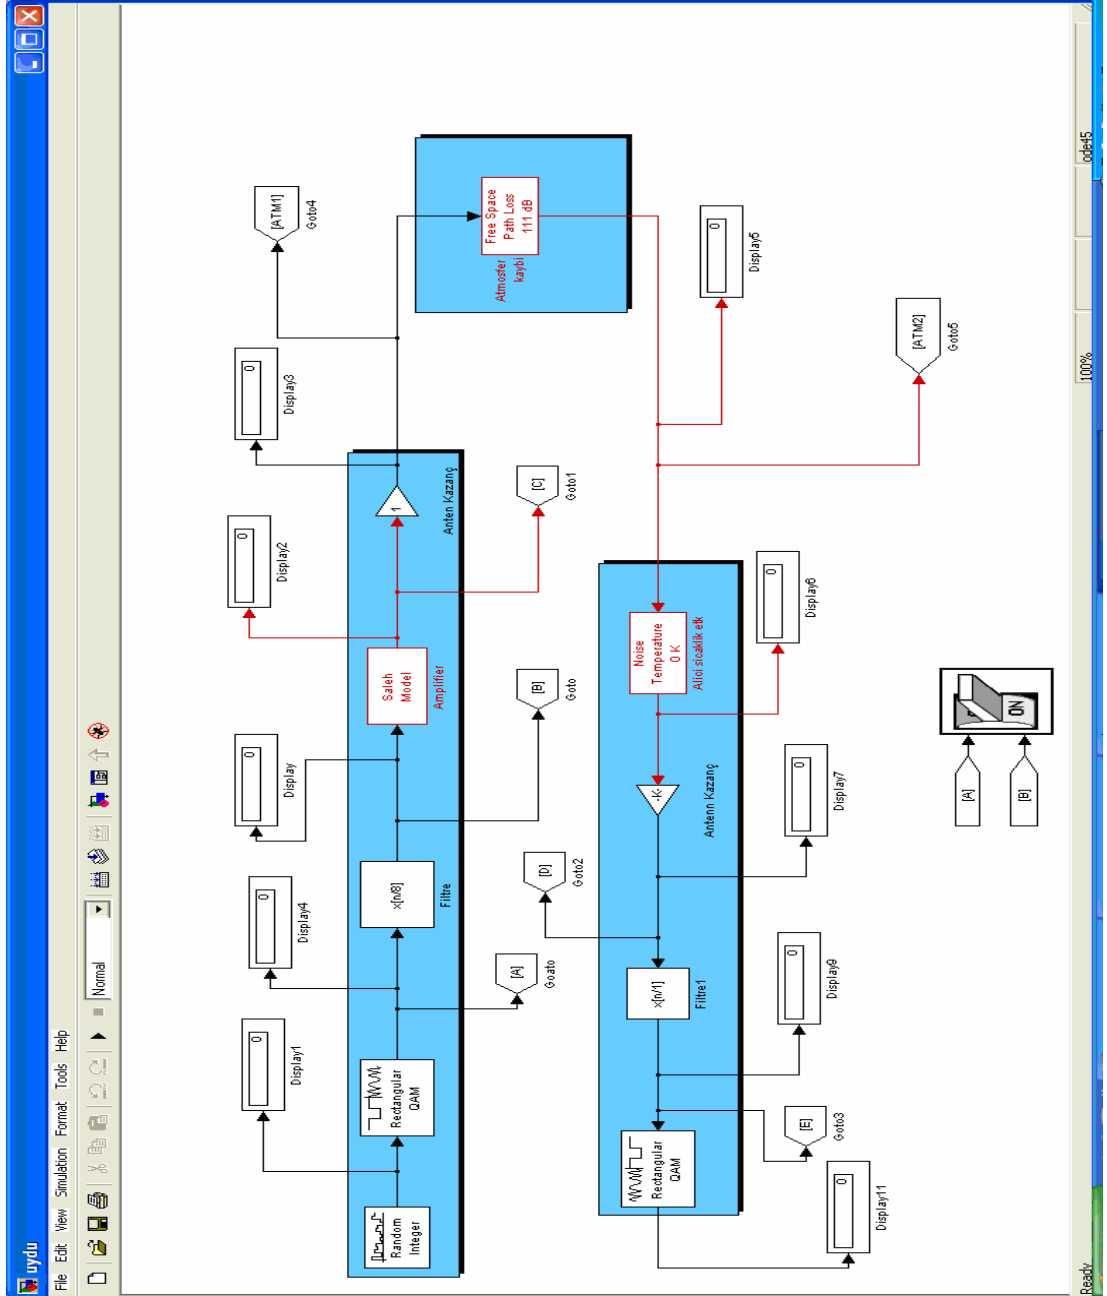 uydu
File Edit View Simulation Format Tools Help
Normal
Display1
0
Display4
0
Display
0
Display2
0
Display3
0
[ATM1]
Goto4
Random
Integer
Rectangular
QAM
x[n/8]
Filtre
Saleh
Model
Amplifier
1
Anten Kazanç
Free Space
Path Loss
111 dB
Atmosfer
kaybi
[A]
Goato
[B]
Goto
[C]
Goto1
0
Display5
[ATM2]
Goto5
Noise
Temperature
0 K
Alici sicaklik etk
-K-
Antenn Kazanç
[D]
Goto2
x[n/1]
Filtre1
Rectangular
QAM
0
Display6
0
Display7
0
Display9
[E]
Goto3
0
Display11
[A]
[B]
ON
Ready
100%
ode45